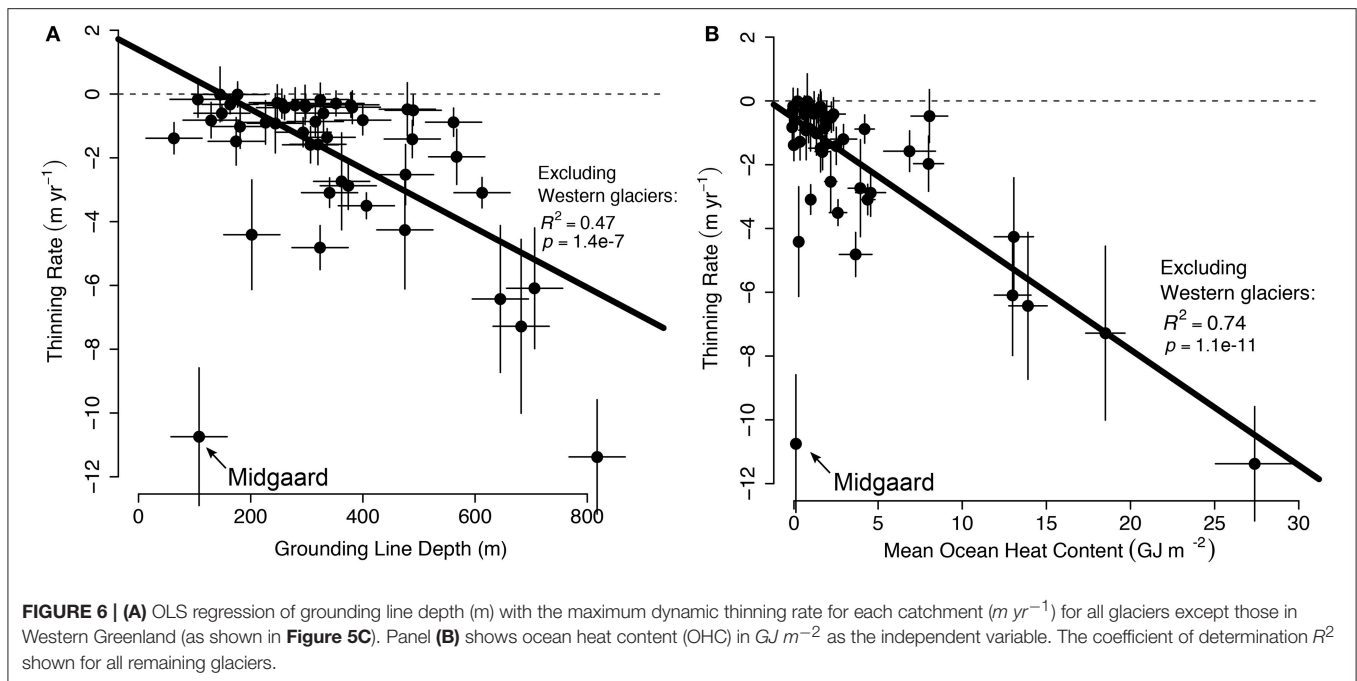 A
2
0
−2
−4
−6
−8
−10
−12
Thinning Rate (m yr⁻¹)
Excluding
Western glaciers:
R² = 0.47
p = 1.4e-7
Midgaard
0 200 400 600 800
Grounding Line Depth (m)
B
2
0
−2
−4
−6
−8
−10
−12
Thinning Rate (m yr⁻¹)
Excluding
Western glaciers:
R² = 0.74
p = 1.1e-11
Midgaard
0 5 10 15 20 25 30
Mean Ocean Heat Content (GJ m ⁻²)
FIGURE 6 | (A) OLS regression of grounding line depth (m) with the maximum dynamic thinning rate for each catchment (m yr⁻¹) for all glaciers except those in
Western Greenland (as shown in Figure 5C). Panel (B) shows ocean heat content (OHC) in GJ m⁻² as the independent variable. The coefficient of determination R²
shown for all remaining glaciers.